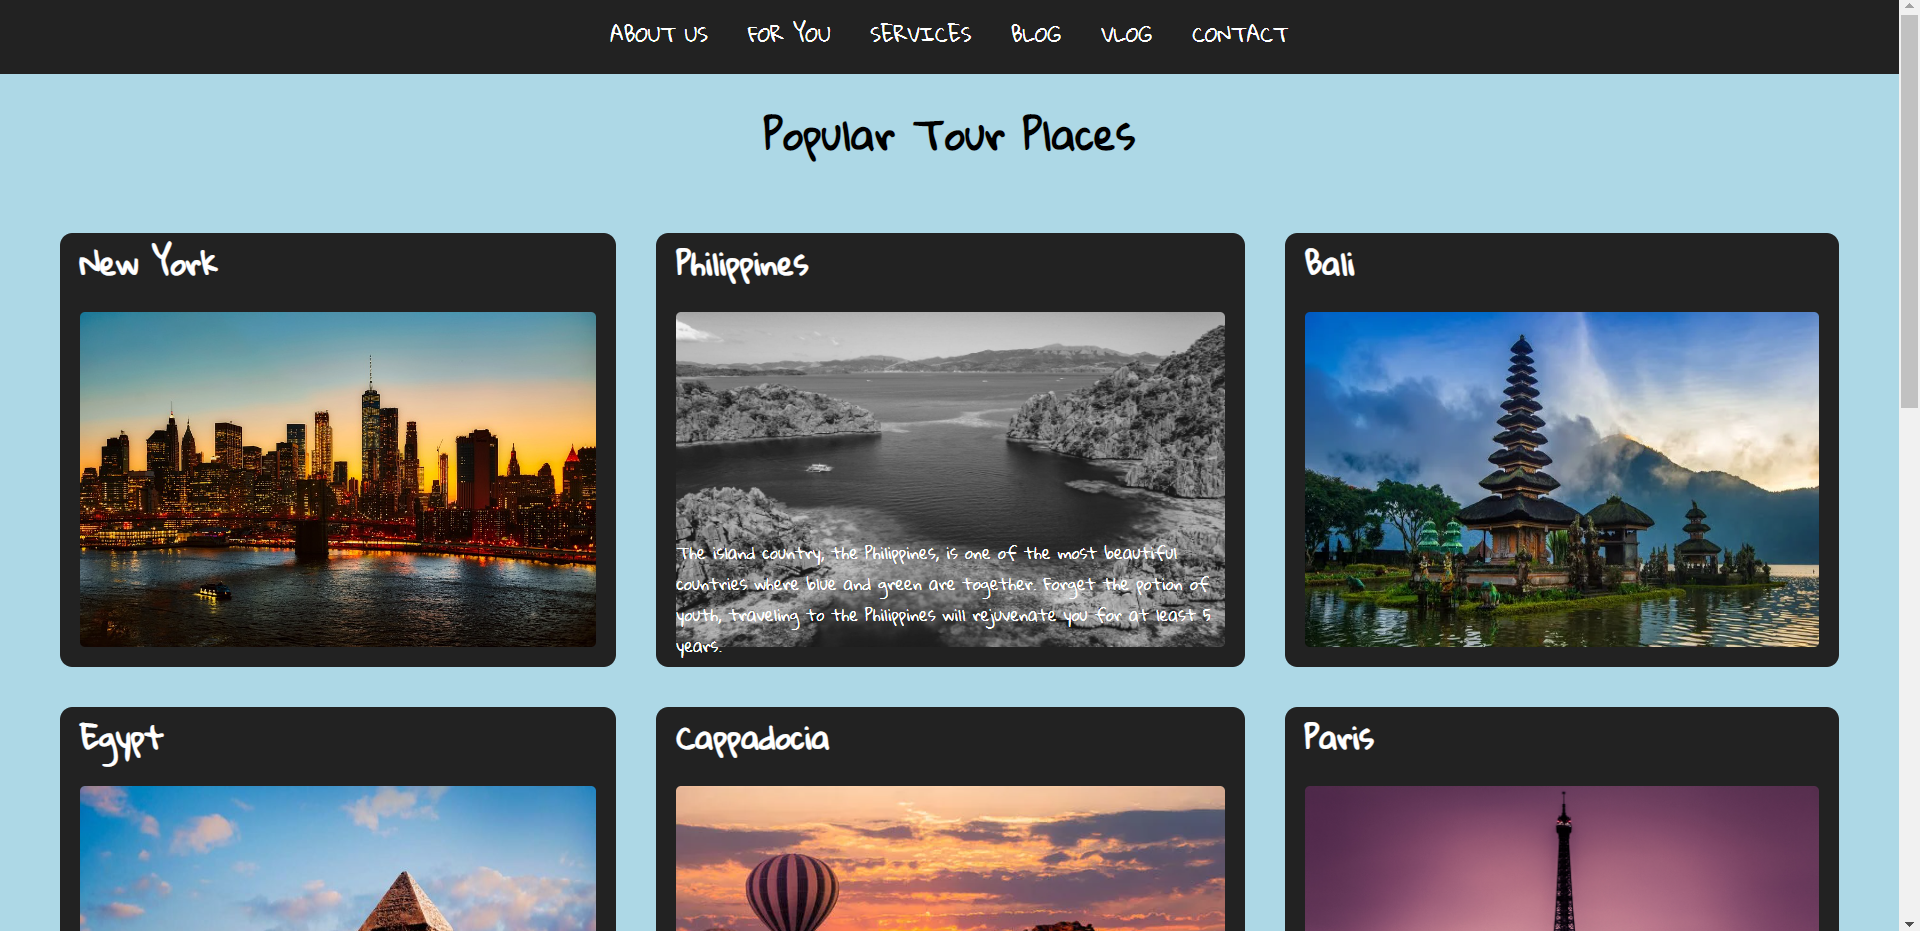 ABOUT US FOR YOU SERVICES BLOG VLOG CONTACT
Popular Tour Places
New York
Philippines
Bali
The island country, the Philippines, is one of the most beautiful
countries where blue and green are together. Forget the potion of
youth, traveling to the Philippines will rejuvenate you for at least 5
years.
Egypt
Cappadocia
Paris